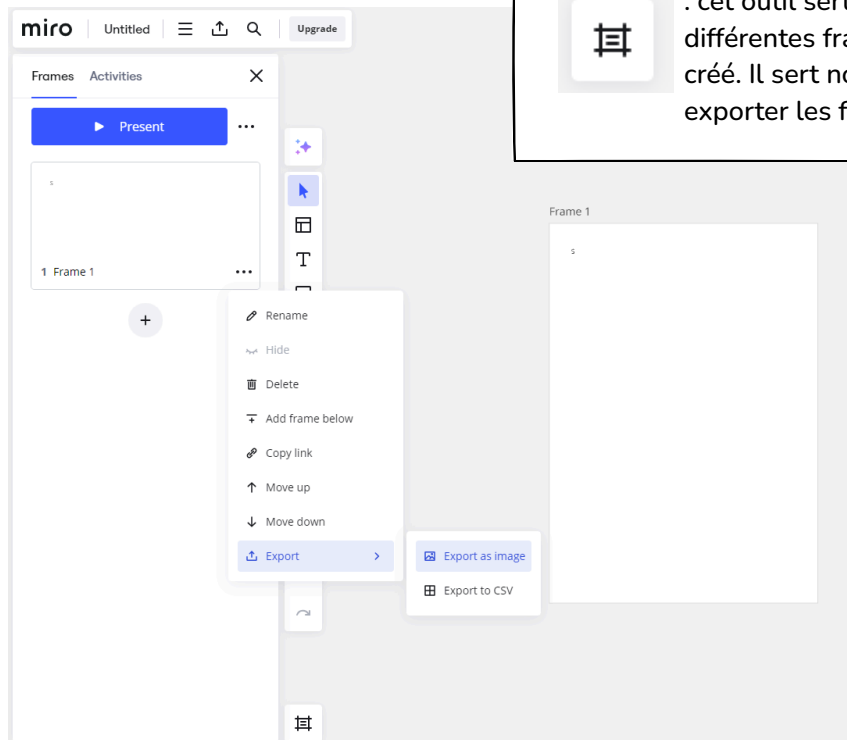 miro Untitled Upgrade
: cet outil sert
différentes
créé. Il sert
exporter les
Frames Activities
Present
s
1 Frame 1
Rename
Hide
Delete
Add frame below
Copy link
Move up
Move down
Export
Export as image
Export to CSV
Frame 1
s